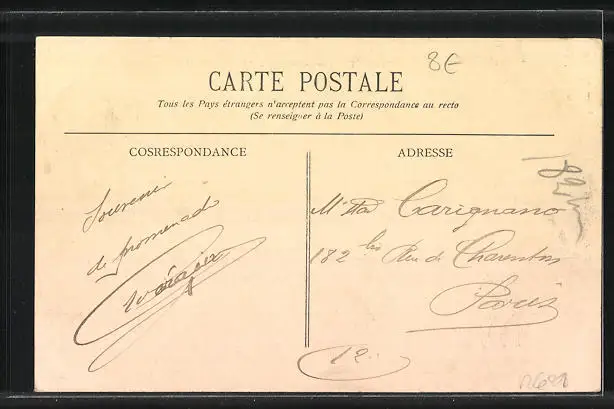 8€
CARTE POSTALE
Tous les Pays étrangers n'acceptent pas la Correspondance au recto
(Se renseigner à la Poste)
COSRESPONDANCE
ADRESSE
Souvenir
de promenade
Carignano
182 bis Rue de Charenton
Paris
12